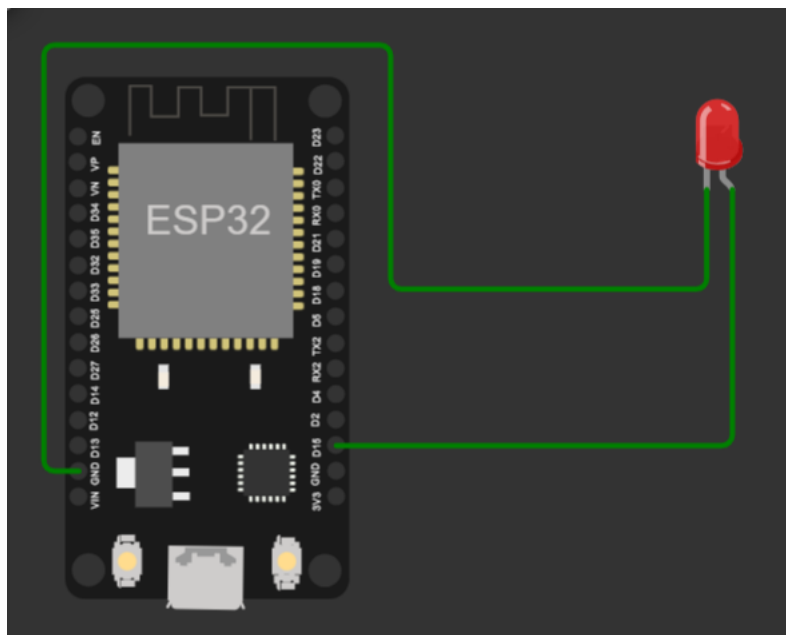 ESP32
EN
VP
VN
D34
D35
D32
D33
D25
D26
D27
D14
D12
D13
GND
VIN
D23
D22
TX0
RX0
D21
D19
D18
D5
TX2
RX2
D4
D2
D15
GND
3V3